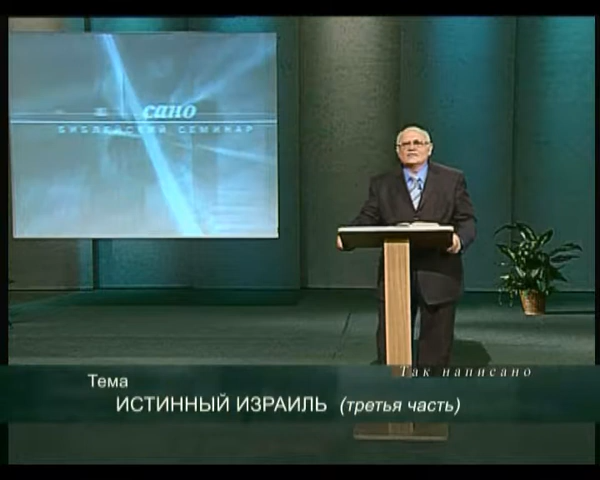 сано
БИБЛЕЙСКИЙ СЕМИНАР
Так написано
Тема
ИСТИННЫЙ ИЗРАИЛЬ (третья часть)